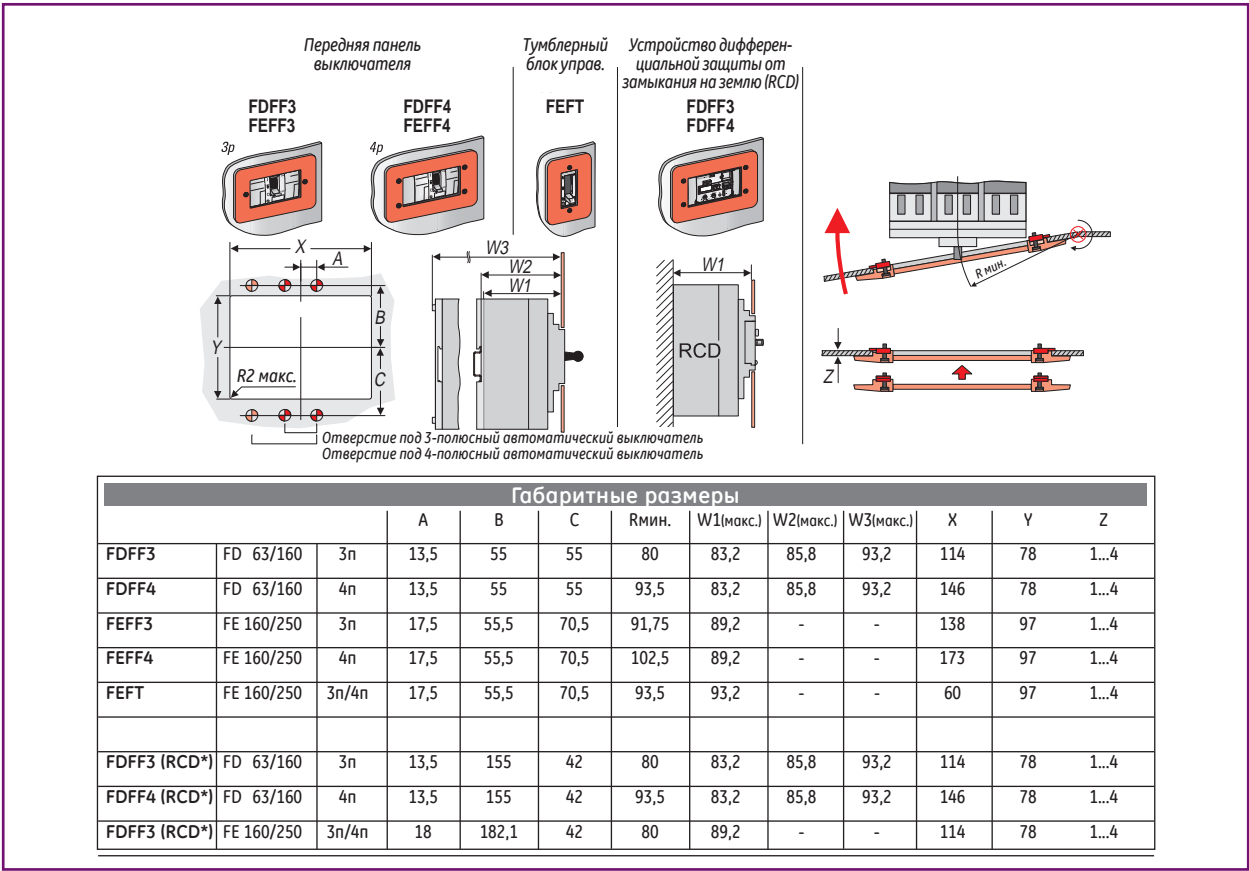 Передняя панель
выключателя
Тумблерный
блок управ.
Устройство дифферен-
циальной защиты от
замыкания на землю (RCD)
FDFF3
FEFF3
FDFF4
FEFF4
FEFT
FDFF3
FDFF4
3p
4p
X
A
B
Y
C
R2 макс.
W3
W2
W1
W1
RCD
R мин.
Z
Отверстие под 3-полюсный автоматический выключатель
Отверстие под 4-полюсный автоматический выключатель
Габаритные размеры
A B C Rмин. W1(макс.) W2(макс.) W3(макс.) X Y Z
FDFF3 FD 63/160 3п 13,5 55 55 80 83,2 85,8 93,2 114 78 1...4
FDFF4 FD 63/160 4п 13,5 55 55 93,5 83,2 85,8 93,2 146 78 1...4
FEFF3 FE 160/250 3п 17,5 55,5 70,5 91,75 89,2 - - 138 97 1...4
FEFF4 FE 160/250 4п 17,5 55,5 70,5 102,5 89,2 - - 173 97 1...4
FEFT FE 160/250 3п/4п 17,5 55,5 70,5 93,5 93,2 - - 60 97 1...4
FDFF3 (RCD*) FD 63/160 3п 13,5 155 42 80 83,2 85,8 93,2 114 78 1...4
FDFF4 (RCD*) FD 63/160 4п 13,5 155 42 93,5 83,2 85,8 93,2 146 78 1...4
FDFF3 (RCD*) FE 160/250 3п/4п 18 182,1 42 80 89,2 - - 114 78 1...4